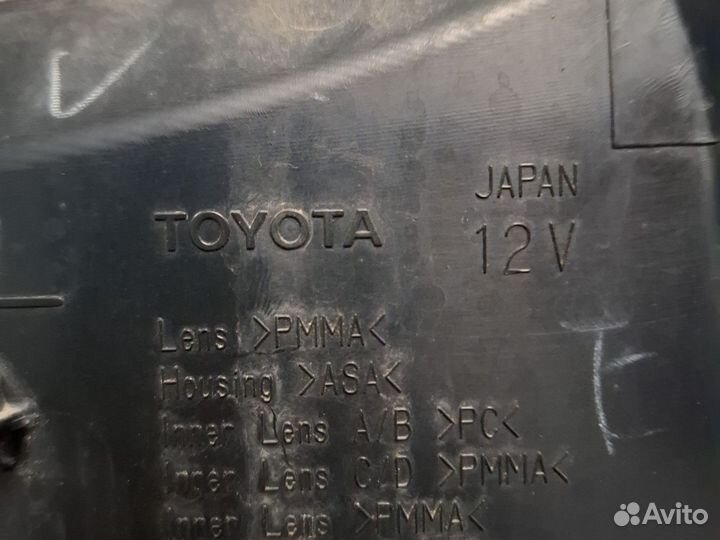 JAPAN
TOYOTA
12V
Lens >PMMA<
Housing >ASA<
Inner Lens A/B >PC<
Inner Lens C/D >PMMA<
Inner Lens >PMMA<
Avito